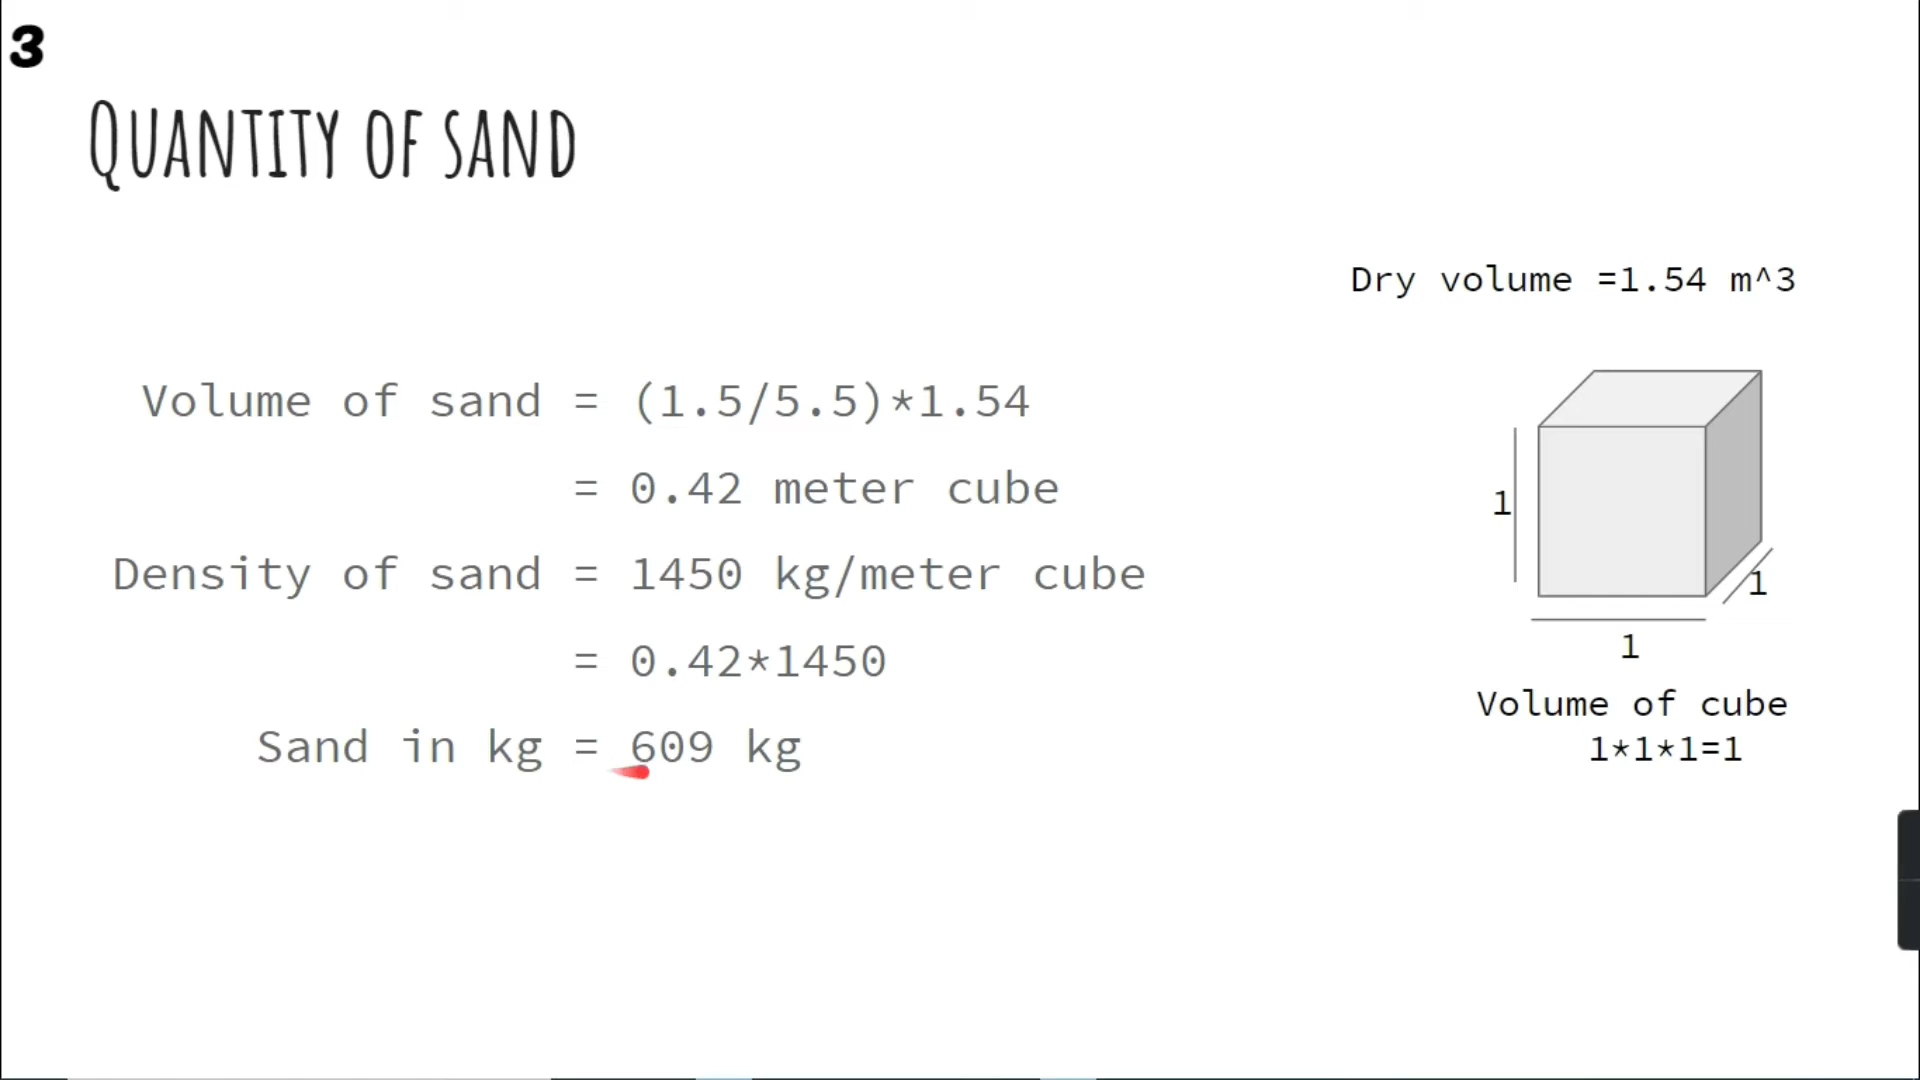 3
Quantity of sand
Dry volume =1.54 m^3
Volume of sand = (1.5/5.5)*1.54
= 0.42 meter cube
Density of sand = 1450 kg/meter cube
= 0.42*1450
Sand in kg = 609 kg
1
1
1
Volume of cube
1*1*1=1